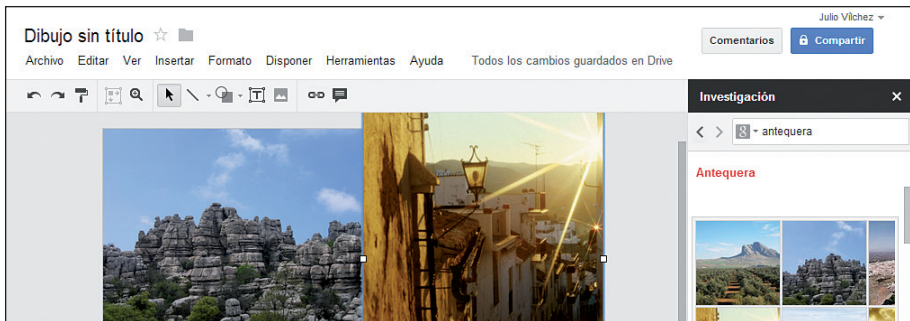 Julio Vílchez
Dibujo sin título
Comentarios
Compartir
Archivo Editar Ver Insertar Formato Disponer Herramientas Ayuda Todos los cambios guardados en Drive
Investigación
8 antequera
Antequera